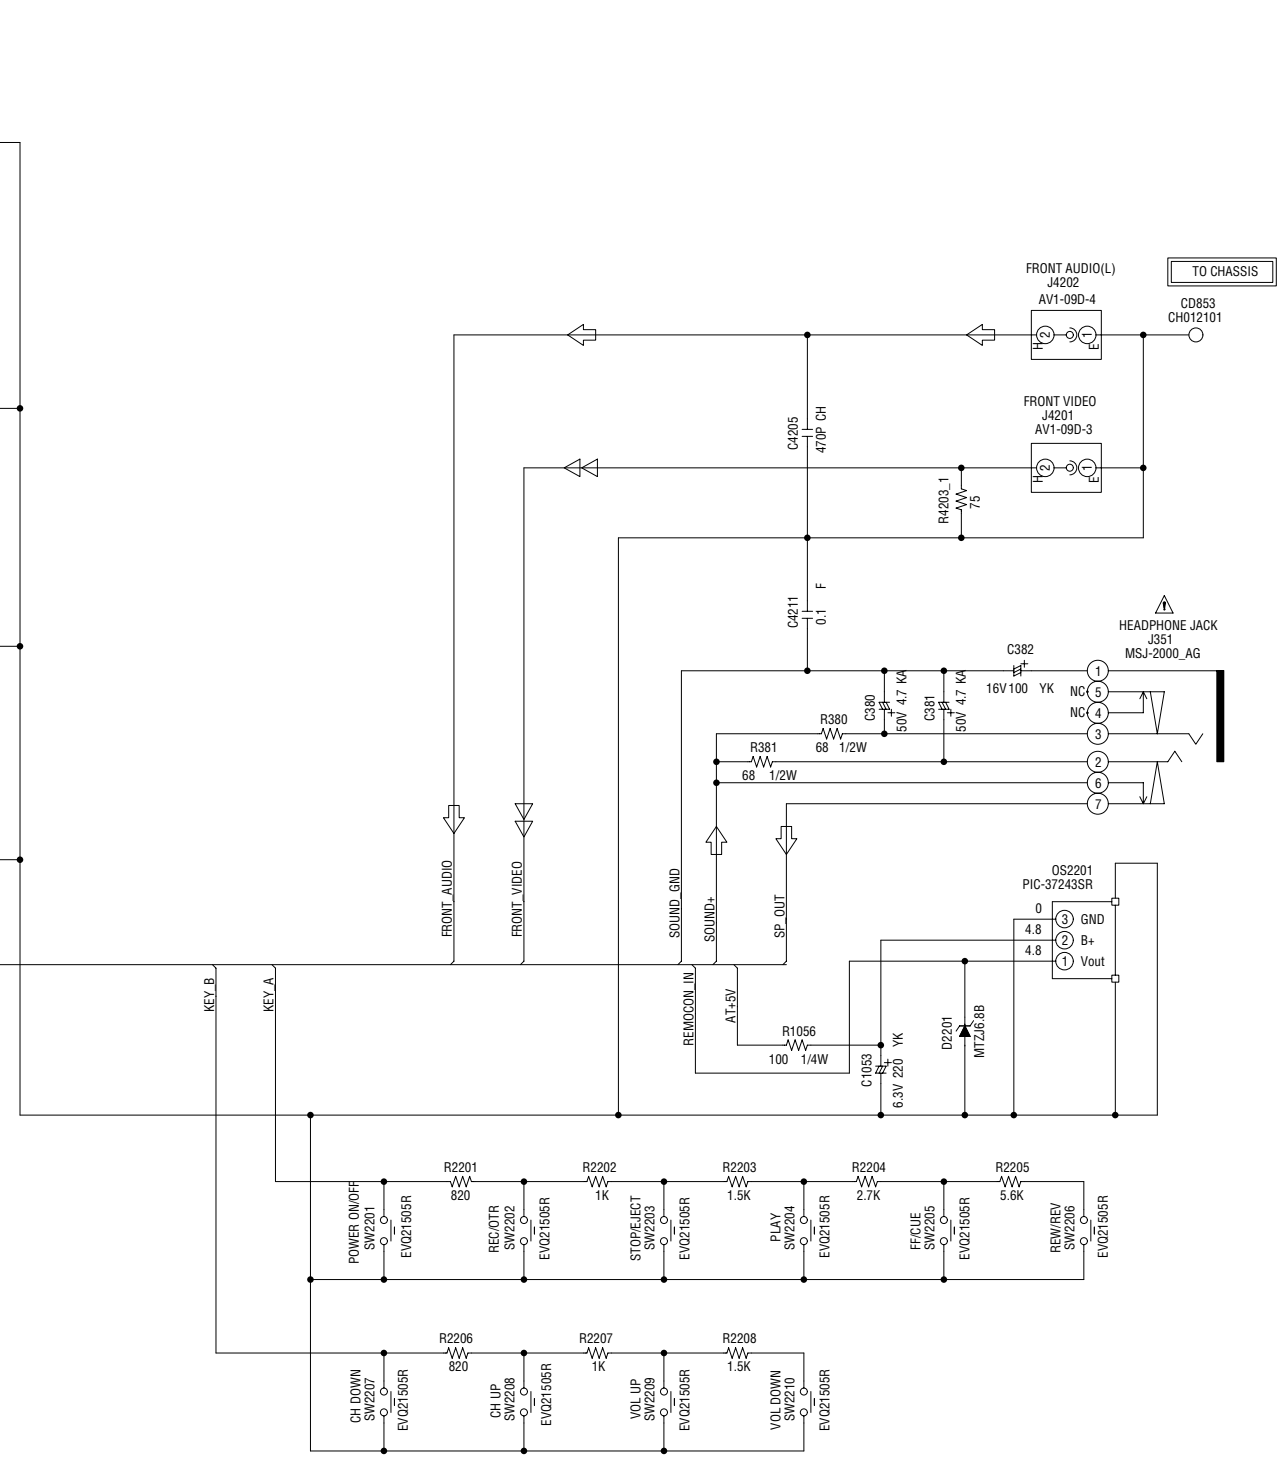 FRONT AUDIO(L)
J4202
AV1-09D-4
TO CHASSIS
CD853
CH012101
H 2 1 E
FRONT VIDEO
J4201
AV1-09D-3
H 2 1 E
C4205
470P CH
R4203_1
75
C4211
0.1 F
HEADPHONE JACK
J351
MSJ-2000_AG
C382
+
16V 100 YK
1
NC 5
NC 4
3
2
6
7
C380
+
50V 4.7 KA
C381
+
50V 4.7 KA
R380
68 1/2W
R381
68 1/2W
FRONT_AUDIO
FRONT_VIDEO
SOUND_GND
SOUND+
SP_OUT
OS2201
PIC-37243SR
0 3 GND
4.8 2 B+
4.8 1 Vout
KEY_B
KEY_A
REMOCON_IN
AT+5V
R1056
100 1/4W
C1053
+
6.3V 220 YK
D2201
MTZJ6.8B
R2201
820
R2202
1K
R2203
1.5K
R2204
2.7K
R2205
5.6K
POWER ON/OFF
SW2201
EVQ21505R
REC/OTR
SW2202
EVQ21505R
STOP/EJECT
SW2203
EVQ21505R
PLAY
SW2204
EVQ21505R
FF/CUE
SW2205
EVQ21505R
REW/REV
SW2206
EVQ21505R
R2206
820
R2207
1K
R2208
1.5K
CH DOWN
SW2207
EVQ21505R
CH UP
SW2208
EVQ21505R
VOL UP
SW2209
EVQ21505R
VOL DOWN
SW2210
EVQ21505R